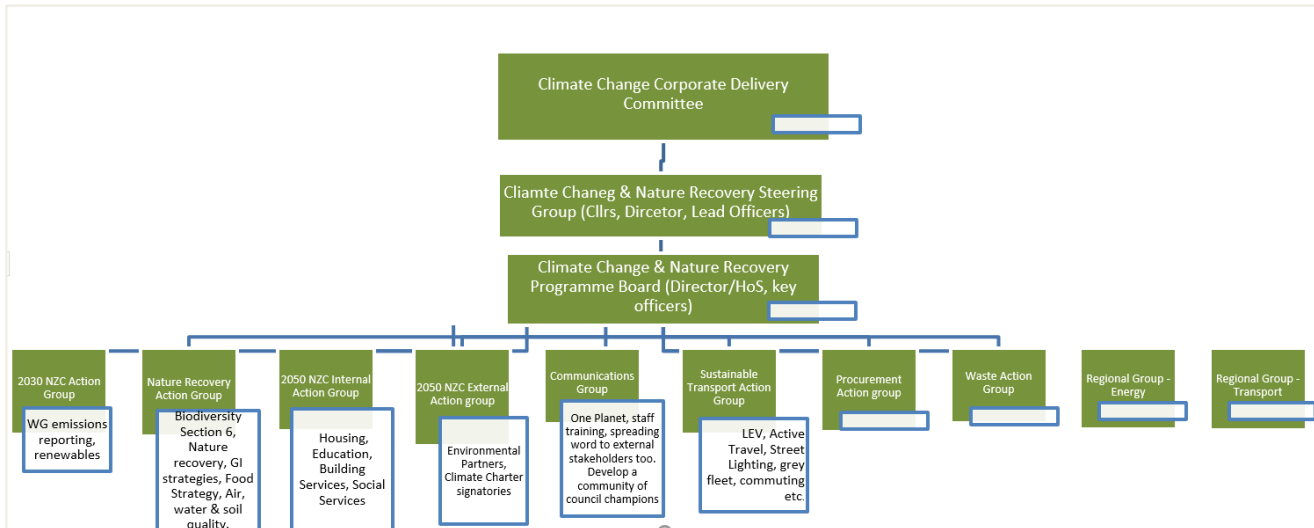 Climate Change Corporate Delivery
Committee
Cliamte Chaneg & Nature Recovery Steering
Group (Cllrs, Dircetor, Lead Officers)
Climate Change & Nature Recovery
Programme Board (Director/HoS, key
officers)
2030 NZC Action
Group
WG emissions
reporting,
renewables
Nature Recovery
Action Group
Biodiversity
Section 6,
Nature
recovery, GI
strategies, Food
Strategy, Air,
water & soil
quality.
2050 NZC Internal
Action Group
Housing,
Education,
Building
Services, Social
Services
2050 NZC External
Action group
Environmental
Partners,
Climate Charter
signatories
Communications
Group
One Planet, staff
training, spreading
word to external
stakeholders too.
Develop a
community of
council champions
Sustainable
Transport Action
Group
LEV, Active
Travel, Street
Lighting, grey
fleet, commuting
etc.
Procurement
Action group
Waste Action
Group
Regional Group -
Energy
Regional Group -
Transport